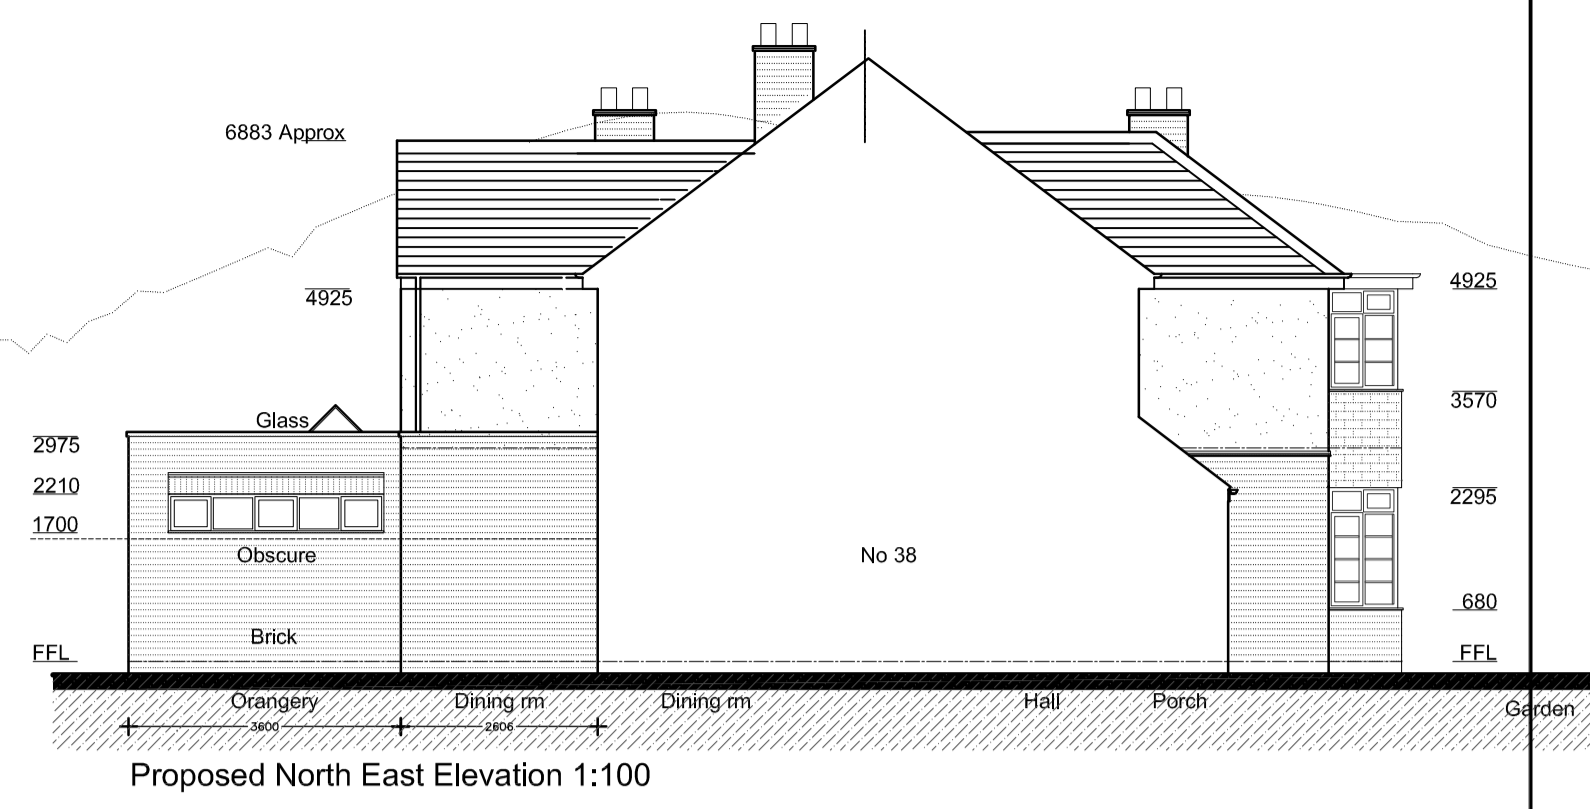 6883 Approx
4925
4925
3570
Glass
2975
2210
2295
1700
Obscure
No 38
680
Brick
FFL
FFL
Orangery
Dining rm
Dining rm
Hall
Porch
Garden
3600
2606
Proposed North East Elevation 1:100